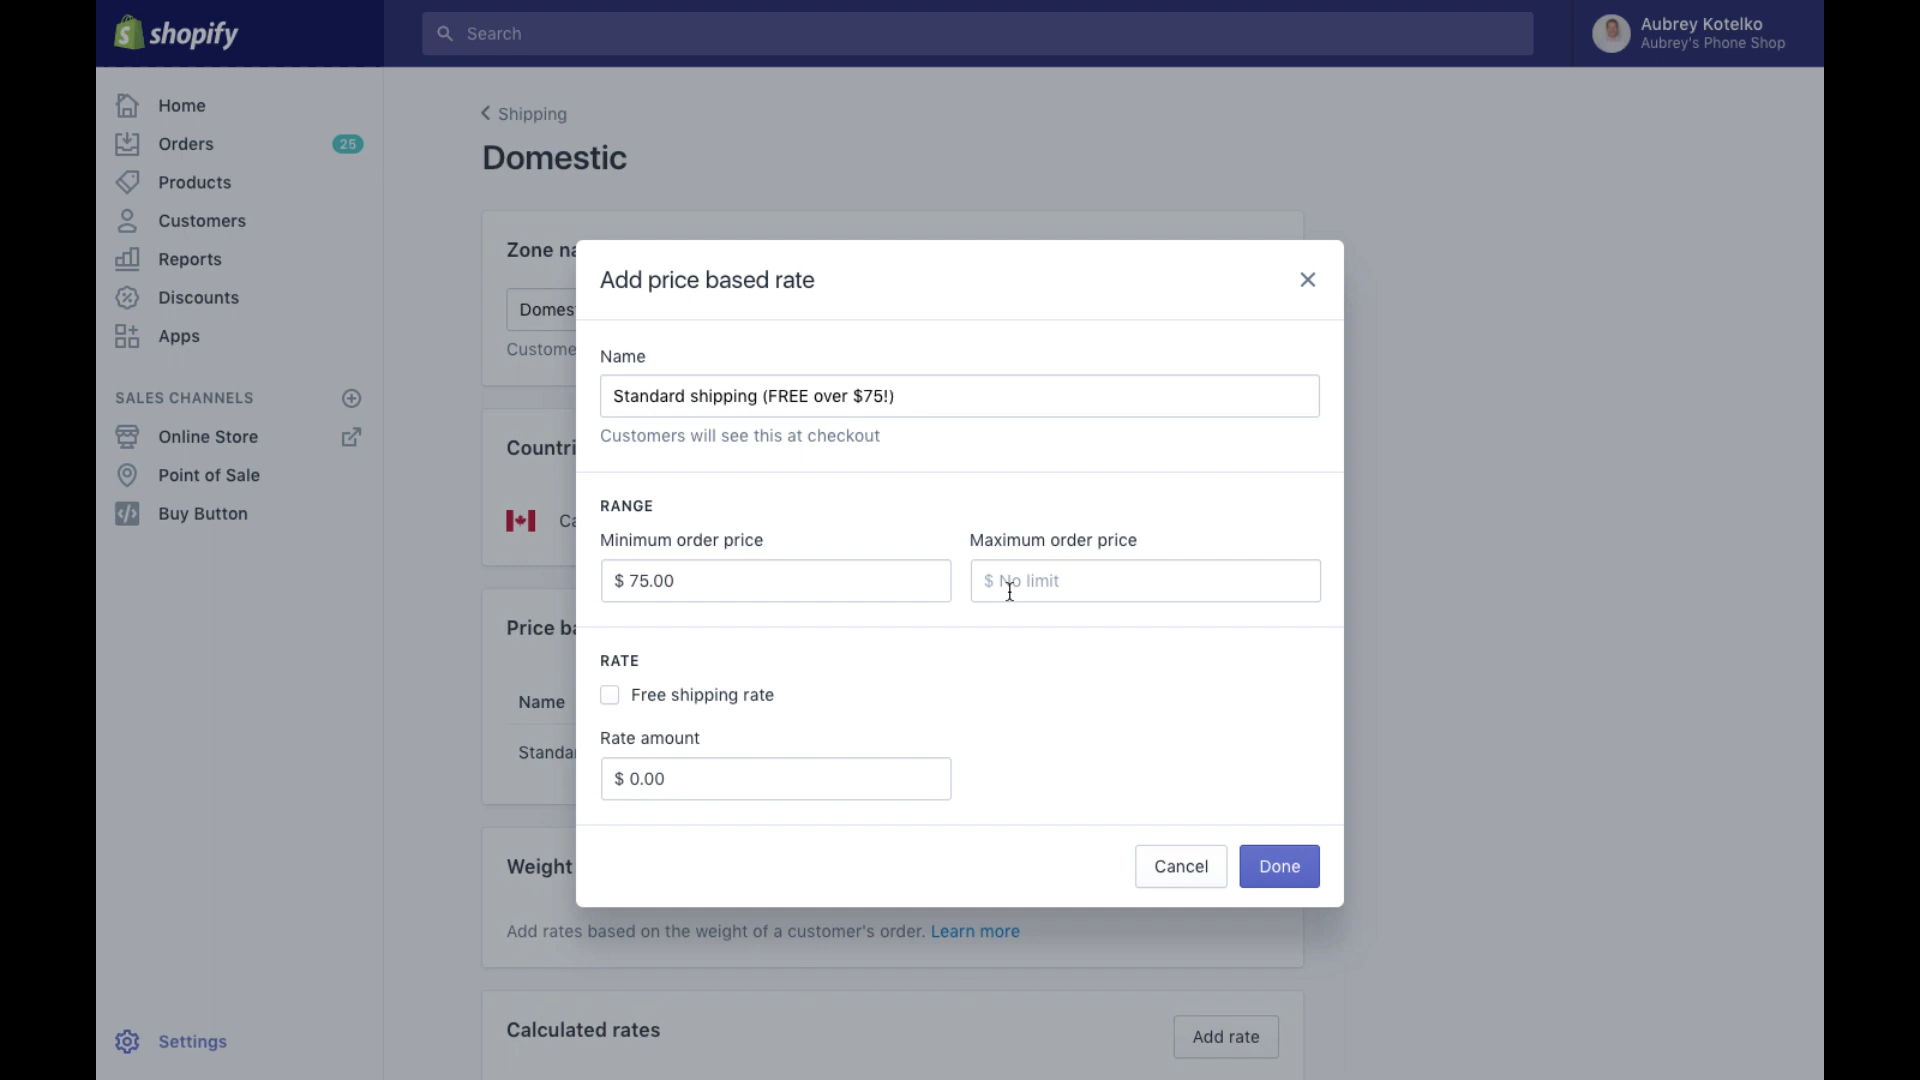 shopify
Search
Aubrey Kotelko
Aubrey's Phone Shop
Home
Orders
25
Products
Customers
Reports
Discounts
Apps
SALES CHANNELS
Online Store
Point of Sale
Buy Button
Settings
Shipping
Domestic
Zone na
Domest
Custome
Countri
Ca
Price ba
Name
Standar
Weight
Add rates based on the weight of a customer's order. Learn more
Calculated rates
Add rate
Add price based rate
Name
Standard shipping (FREE over $75!)
Customers will see this at checkout
RANGE
Minimum order price
Maximum order price
$ 75.00
$ No limit
RATE
Free shipping rate
Rate amount
$ 0.00
Cancel
Done